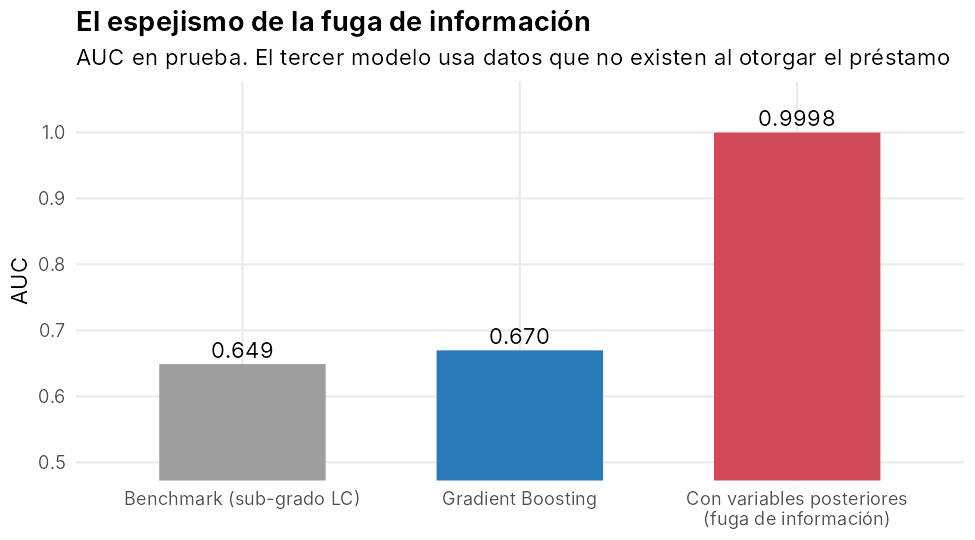 El espejismo de la fuga de información
AUC en prueba. El tercer modelo usa datos que no existen al otorgar el préstamo
AUC
1.0
0.9
0.8
0.7
0.6
0.5
0.649
0.670
0.9998
Benchmark (sub-grado LC)
Gradient Boosting
Con variables posteriores
(fuga de información)